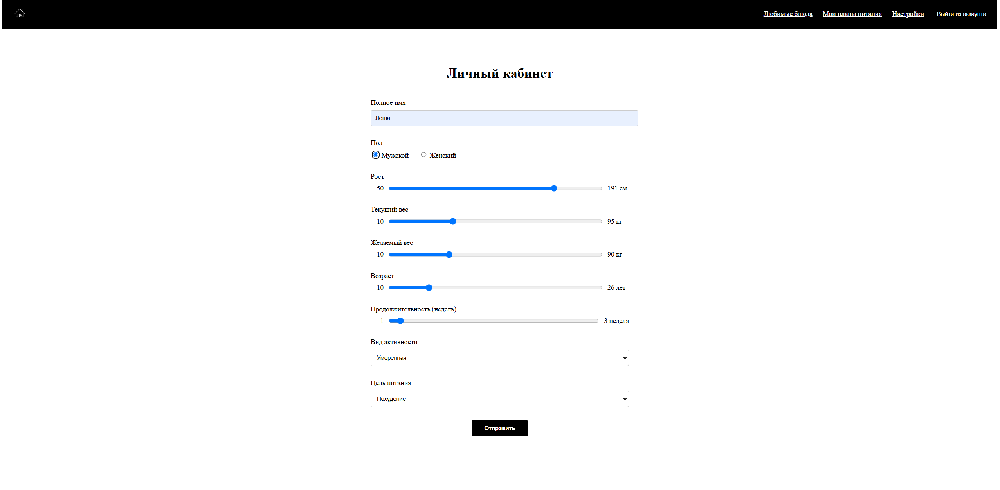 Любимые блюда Мои планы питания Настройки Выйти из аккаунта
Личный кабинет
Полное имя
Леша
Пол
Мужской Женский
Рост
50 191 см
Текущий вес
10 95 кг
Желаемый вес
10 90 кг
Возраст
10 26 лет
Продолжительность (недель)
1 3 неделя
Вид активности
Умеренная
Цель питания
Похудение
Отправить